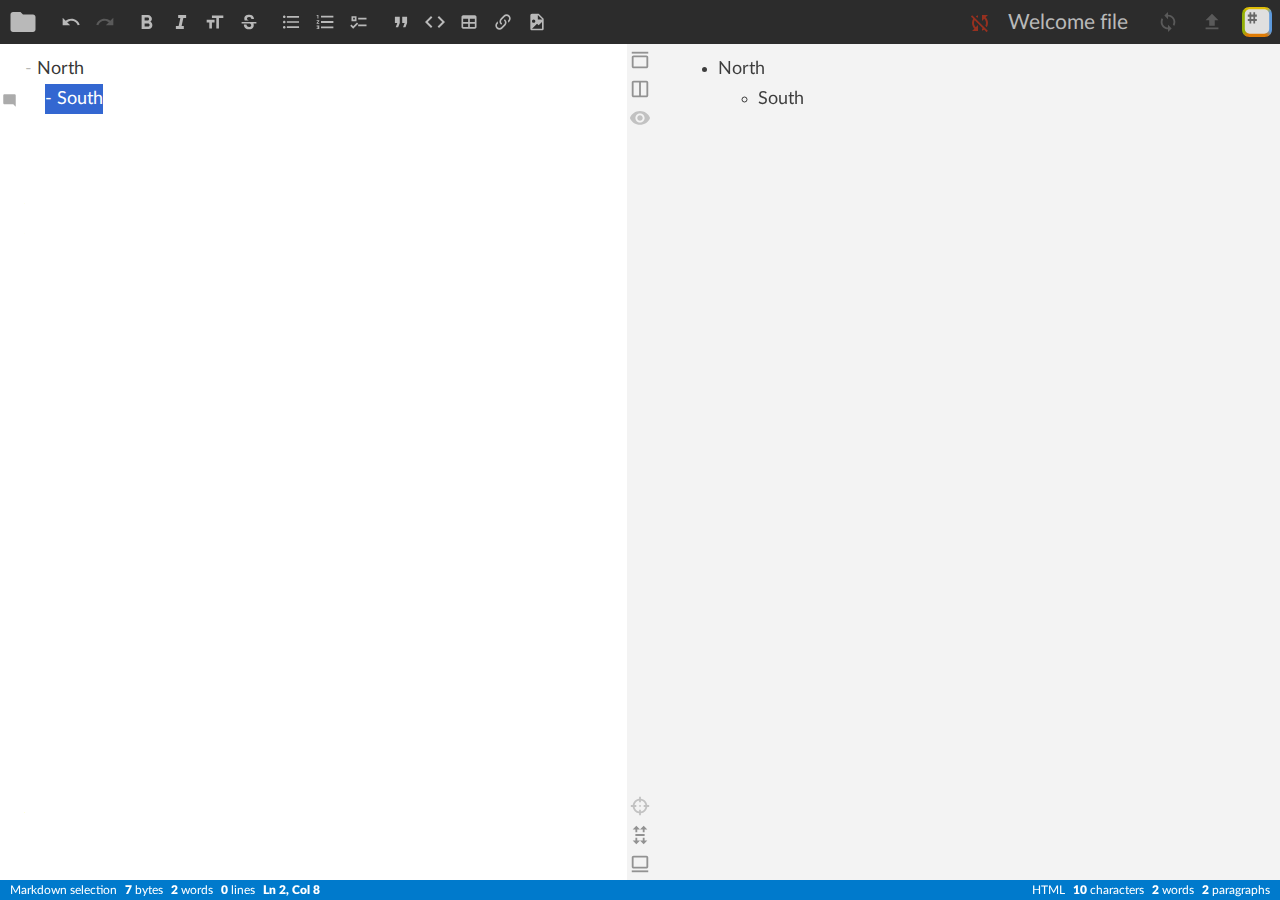 Welcome file
- North
- South
North
South
Markdown selection 7 bytes 2 words 0 lines Ln 2, Col 8
HTML 10 characters 2 words 2 paragraphs